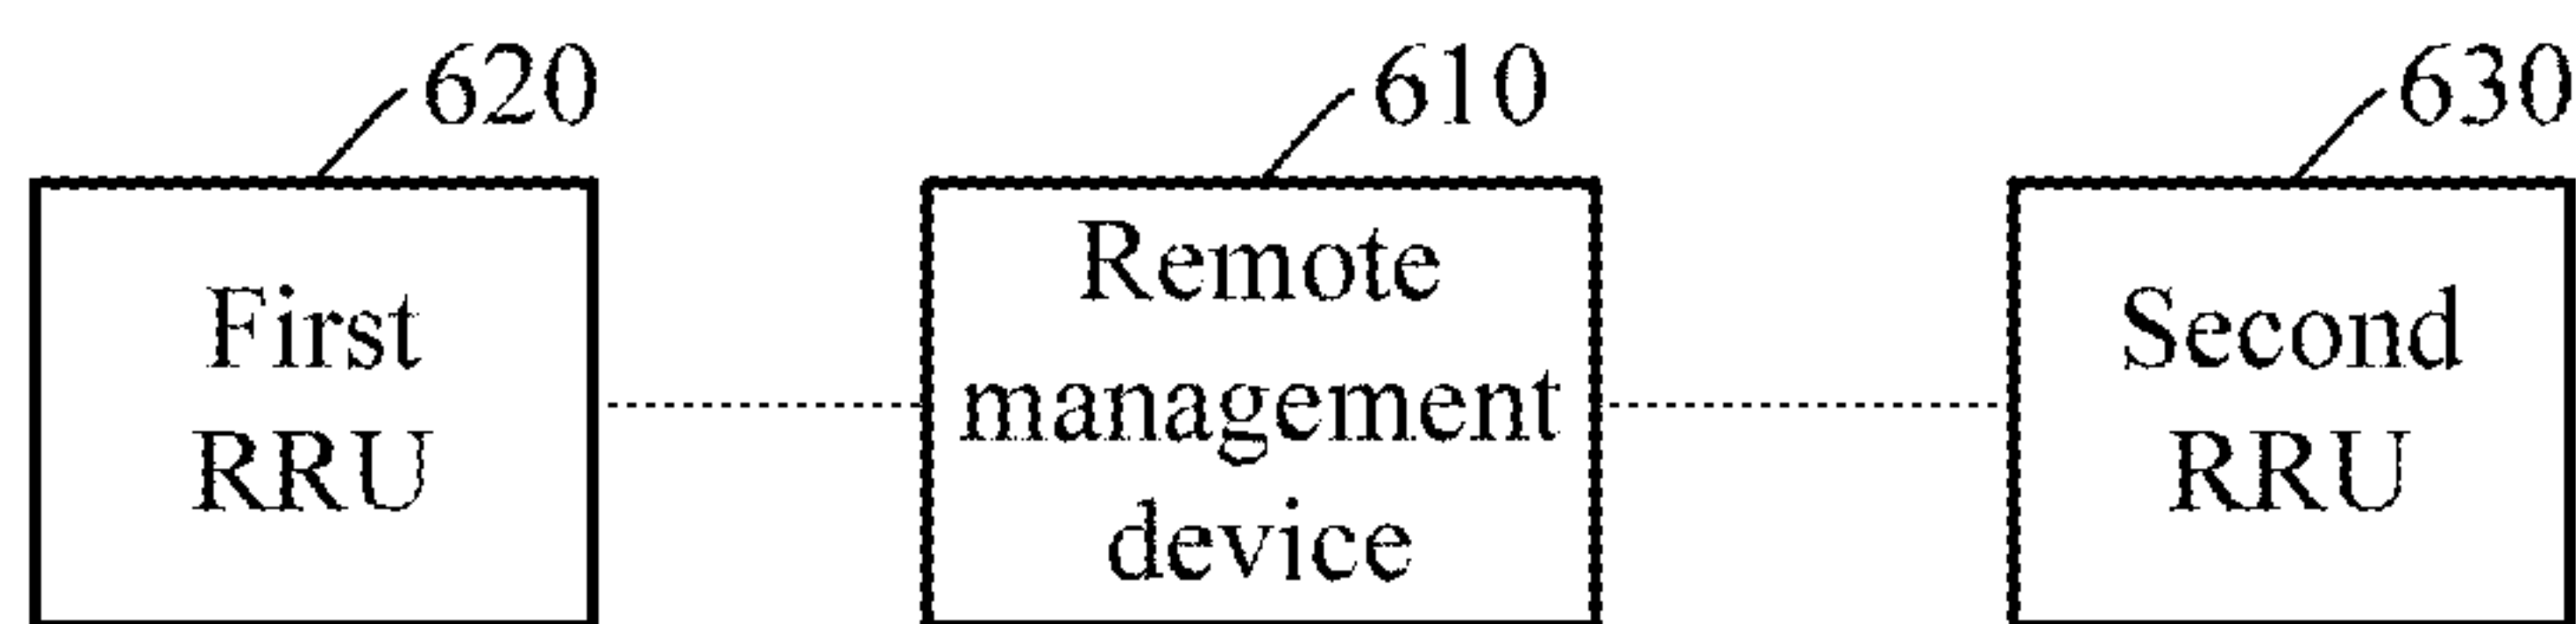 620
610
630
First
RRU
Remote
management
device
Second
RRU